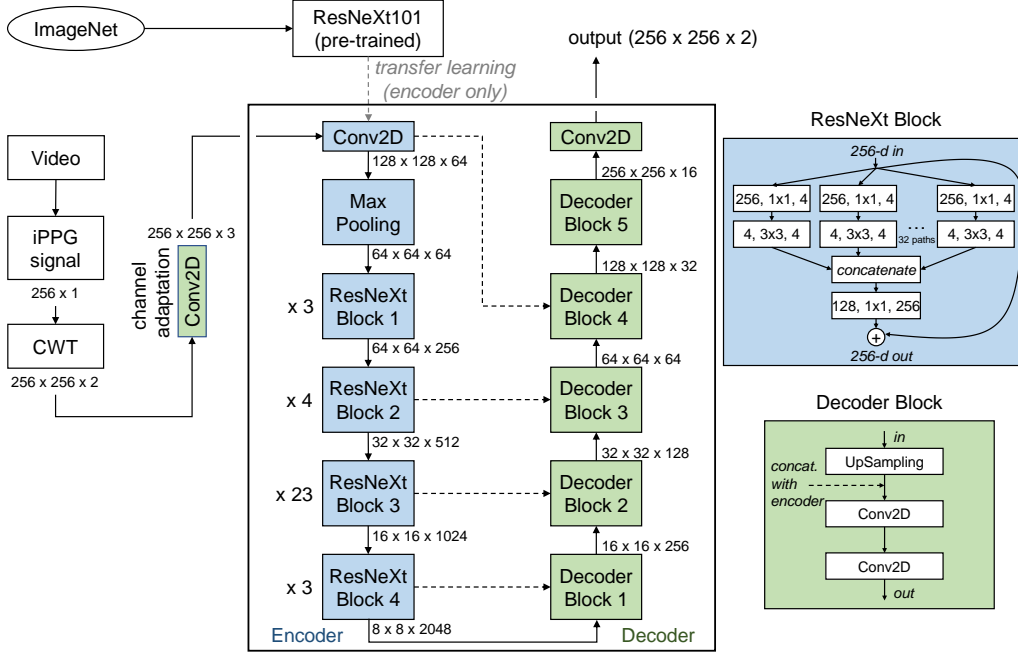 ImageNet
ResNeXt101
(pre-trained)
transfer learning
(encoder only)
output (256 x 256 x 2)
Video
iPPG
signal
256 x 1
CWT
256 x 256 x 2
channel
adaptation
Conv2D
256 x 256 x 3
Conv2D
128 x 128 x 64
Max
Pooling
64 x 64 x 64
x 3
ResNeXt
Block 1
64 x 64 x 256
x 4
ResNeXt
Block 2
32 x 32 x 512
x 23
ResNeXt
Block 3
16 x 16 x 1024
x 3
ResNeXt
Block 4
8 x 8 x 2048
Encoder
Decoder
Conv2D
256 x 256 x 16
Decoder
Block 5
128 x 128 x 32
Decoder
Block 4
64 x 64 x 64
Decoder
Block 3
32 x 32 x 128
Decoder
Block 2
16 x 16 x 256
Decoder
Block 1
ResNeXt Block
256-d in
256, 1x1, 4
256, 1x1, 4
256, 1x1, 4
4, 3x3, 4
4, 3x3, 4
...
32 paths
4, 3x3, 4
concatenate
128, 1x1, 256
+
256-d out
Decoder Block
in
UpSampling
concat.
with
encoder
Conv2D
Conv2D
out